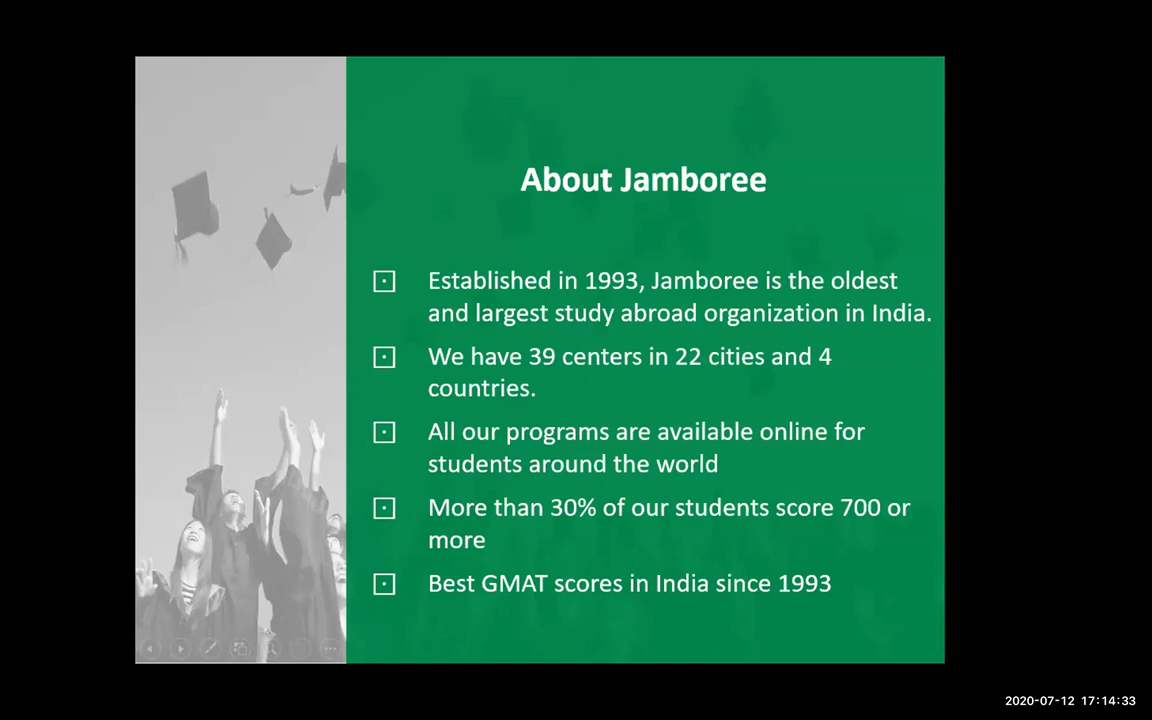 About Jamboree
Established in 1993, Jamboree is the oldest
and largest study abroad organization in India.
We have 39 centers in 22 cities and 4
countries.
All our programs are available online for
students around the world
More than 30% of our students score 700 or
more
Best GMAT scores in India since 1993
2020-07-12 17:14:33